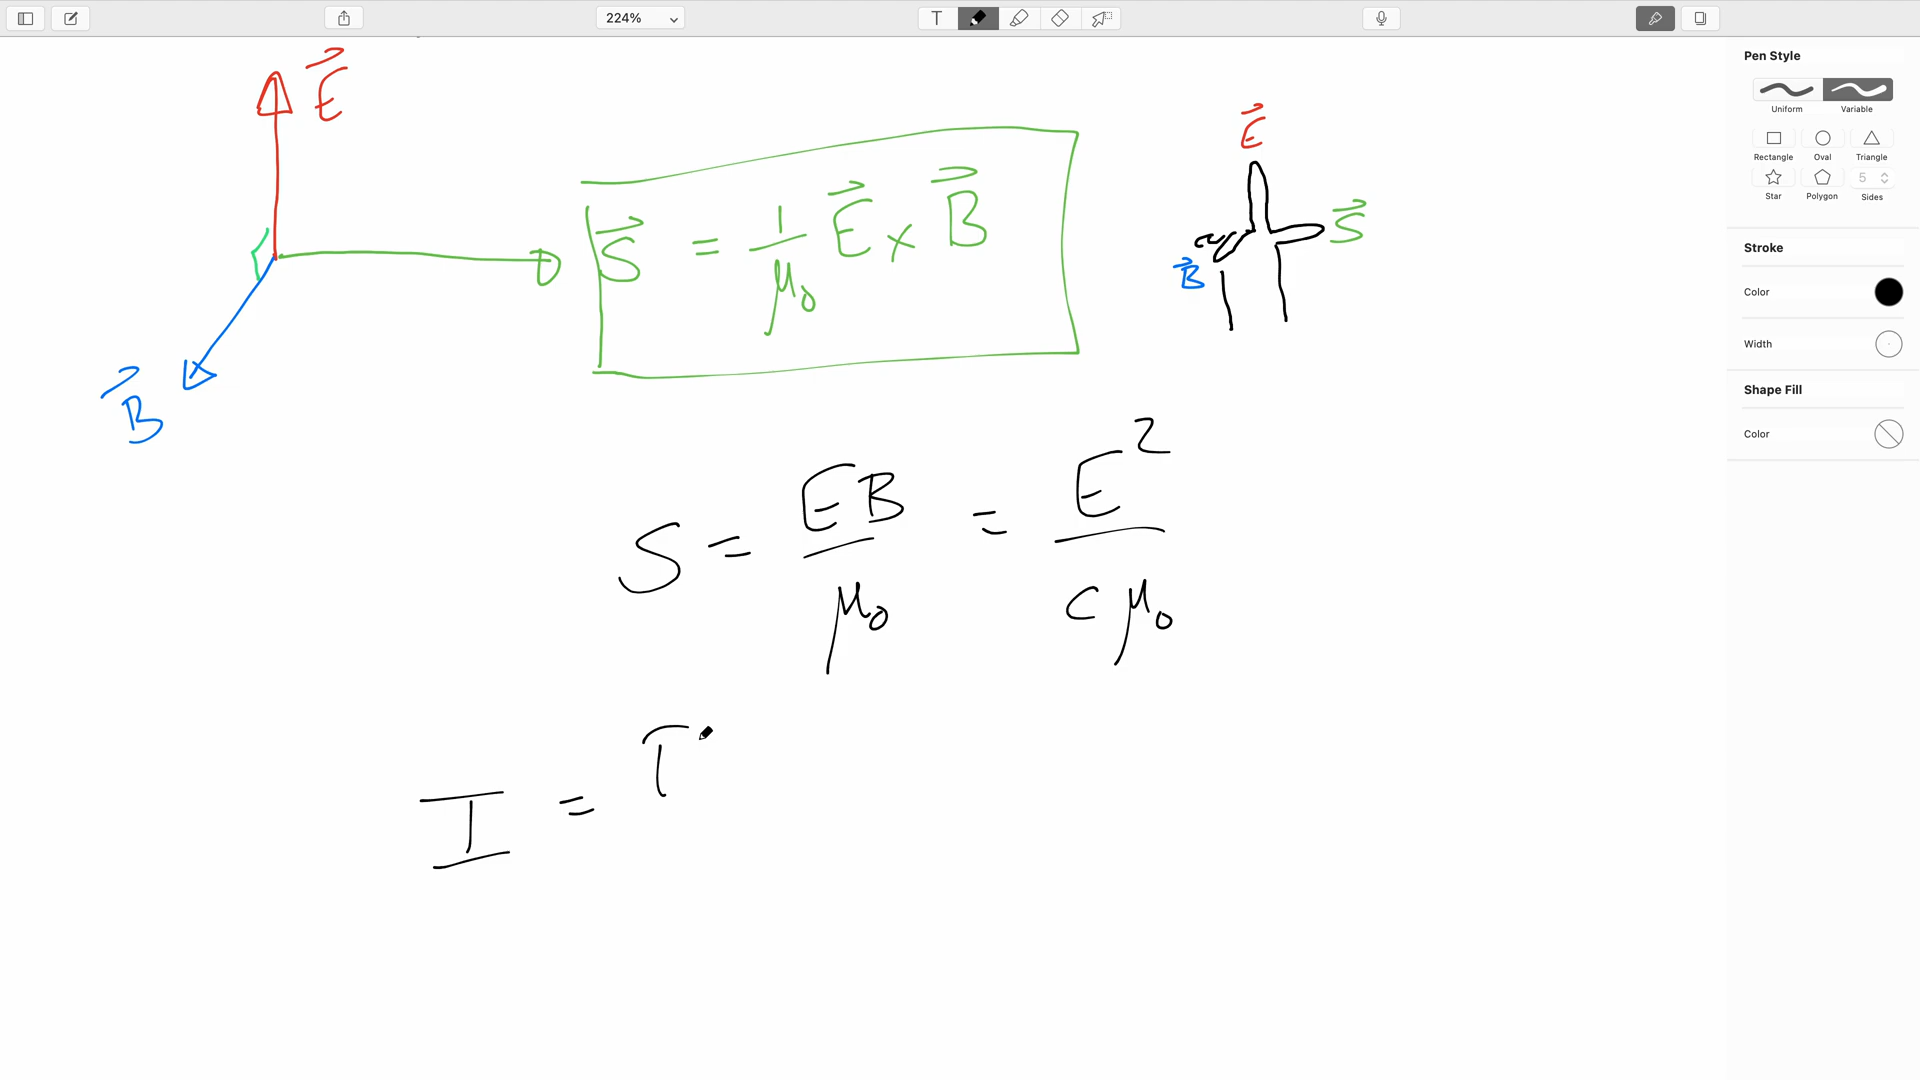 224%
T
Pen Style
Uniform
Variable
Rectangle
Oval
Triangle
Star
Polygon
5
Sides
Stroke
Color
Width
Shape Fill
Color
E⃗
B⃗
S⃗ = 1/μ₀ E⃗ × B⃗
E⃗
S⃗
B⃗
S = EB/μ₀ = E²/cμ₀
I =